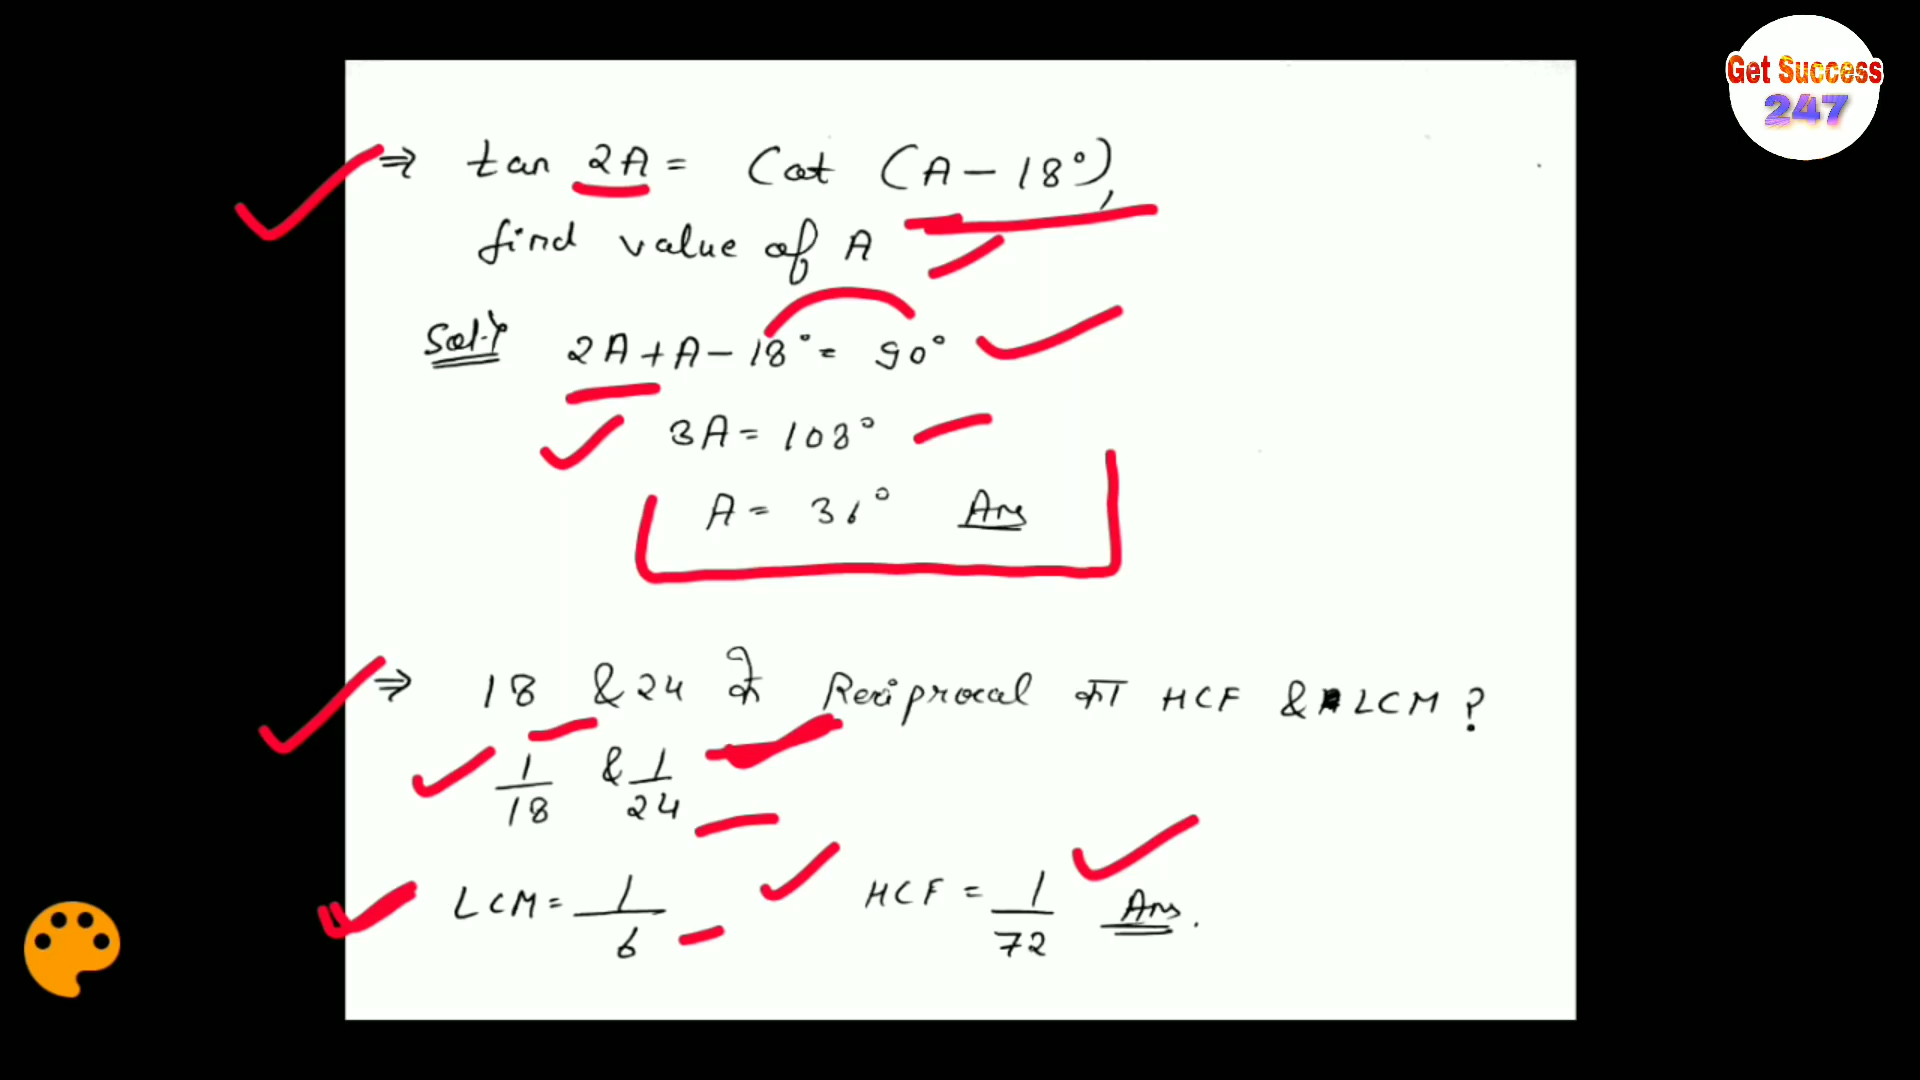 Get Success
247
⇒ tan 2A = Cot (A - 18°),
find value of A
Sol.? 2A + A - 18° = 90°
3A = 108°
A = 36° Ans
⇒ 18 & 24 के Reciprocal का HCF & LCM ?
1/18 & 1/24
LCM = 1/6 HCF = 1/72 Ans.